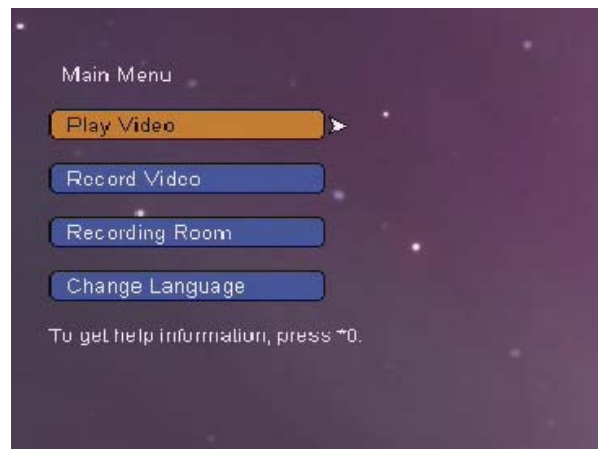 Main Menu
Play Video
Record Video
Recording Room
Change Language
To get help information, press *0.